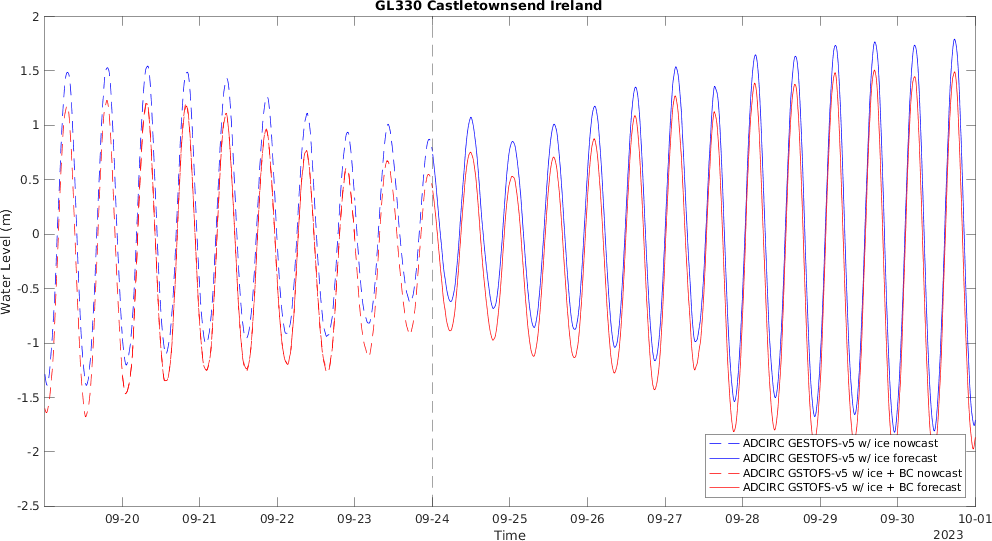 GL330 Castletownsend Ireland
2
1.5
1
0.5
0
-0.5
-1
-1.5
-2
-2.5
Water Level (m)
ADCIRC GESTOFS-v5 w/ ice nowcast
ADCIRC GESTOFS-v5 w/ ice forecast
ADCIRC GSTOFS-v5 w/ ice + BC nowcast
ADCIRC GSTOFS-v5 w/ ice + BC forecast
09-20 09-21 09-22 09-23 09-24 09-25 09-26 09-27 09-28 09-29 09-30 10-01
Time
2023